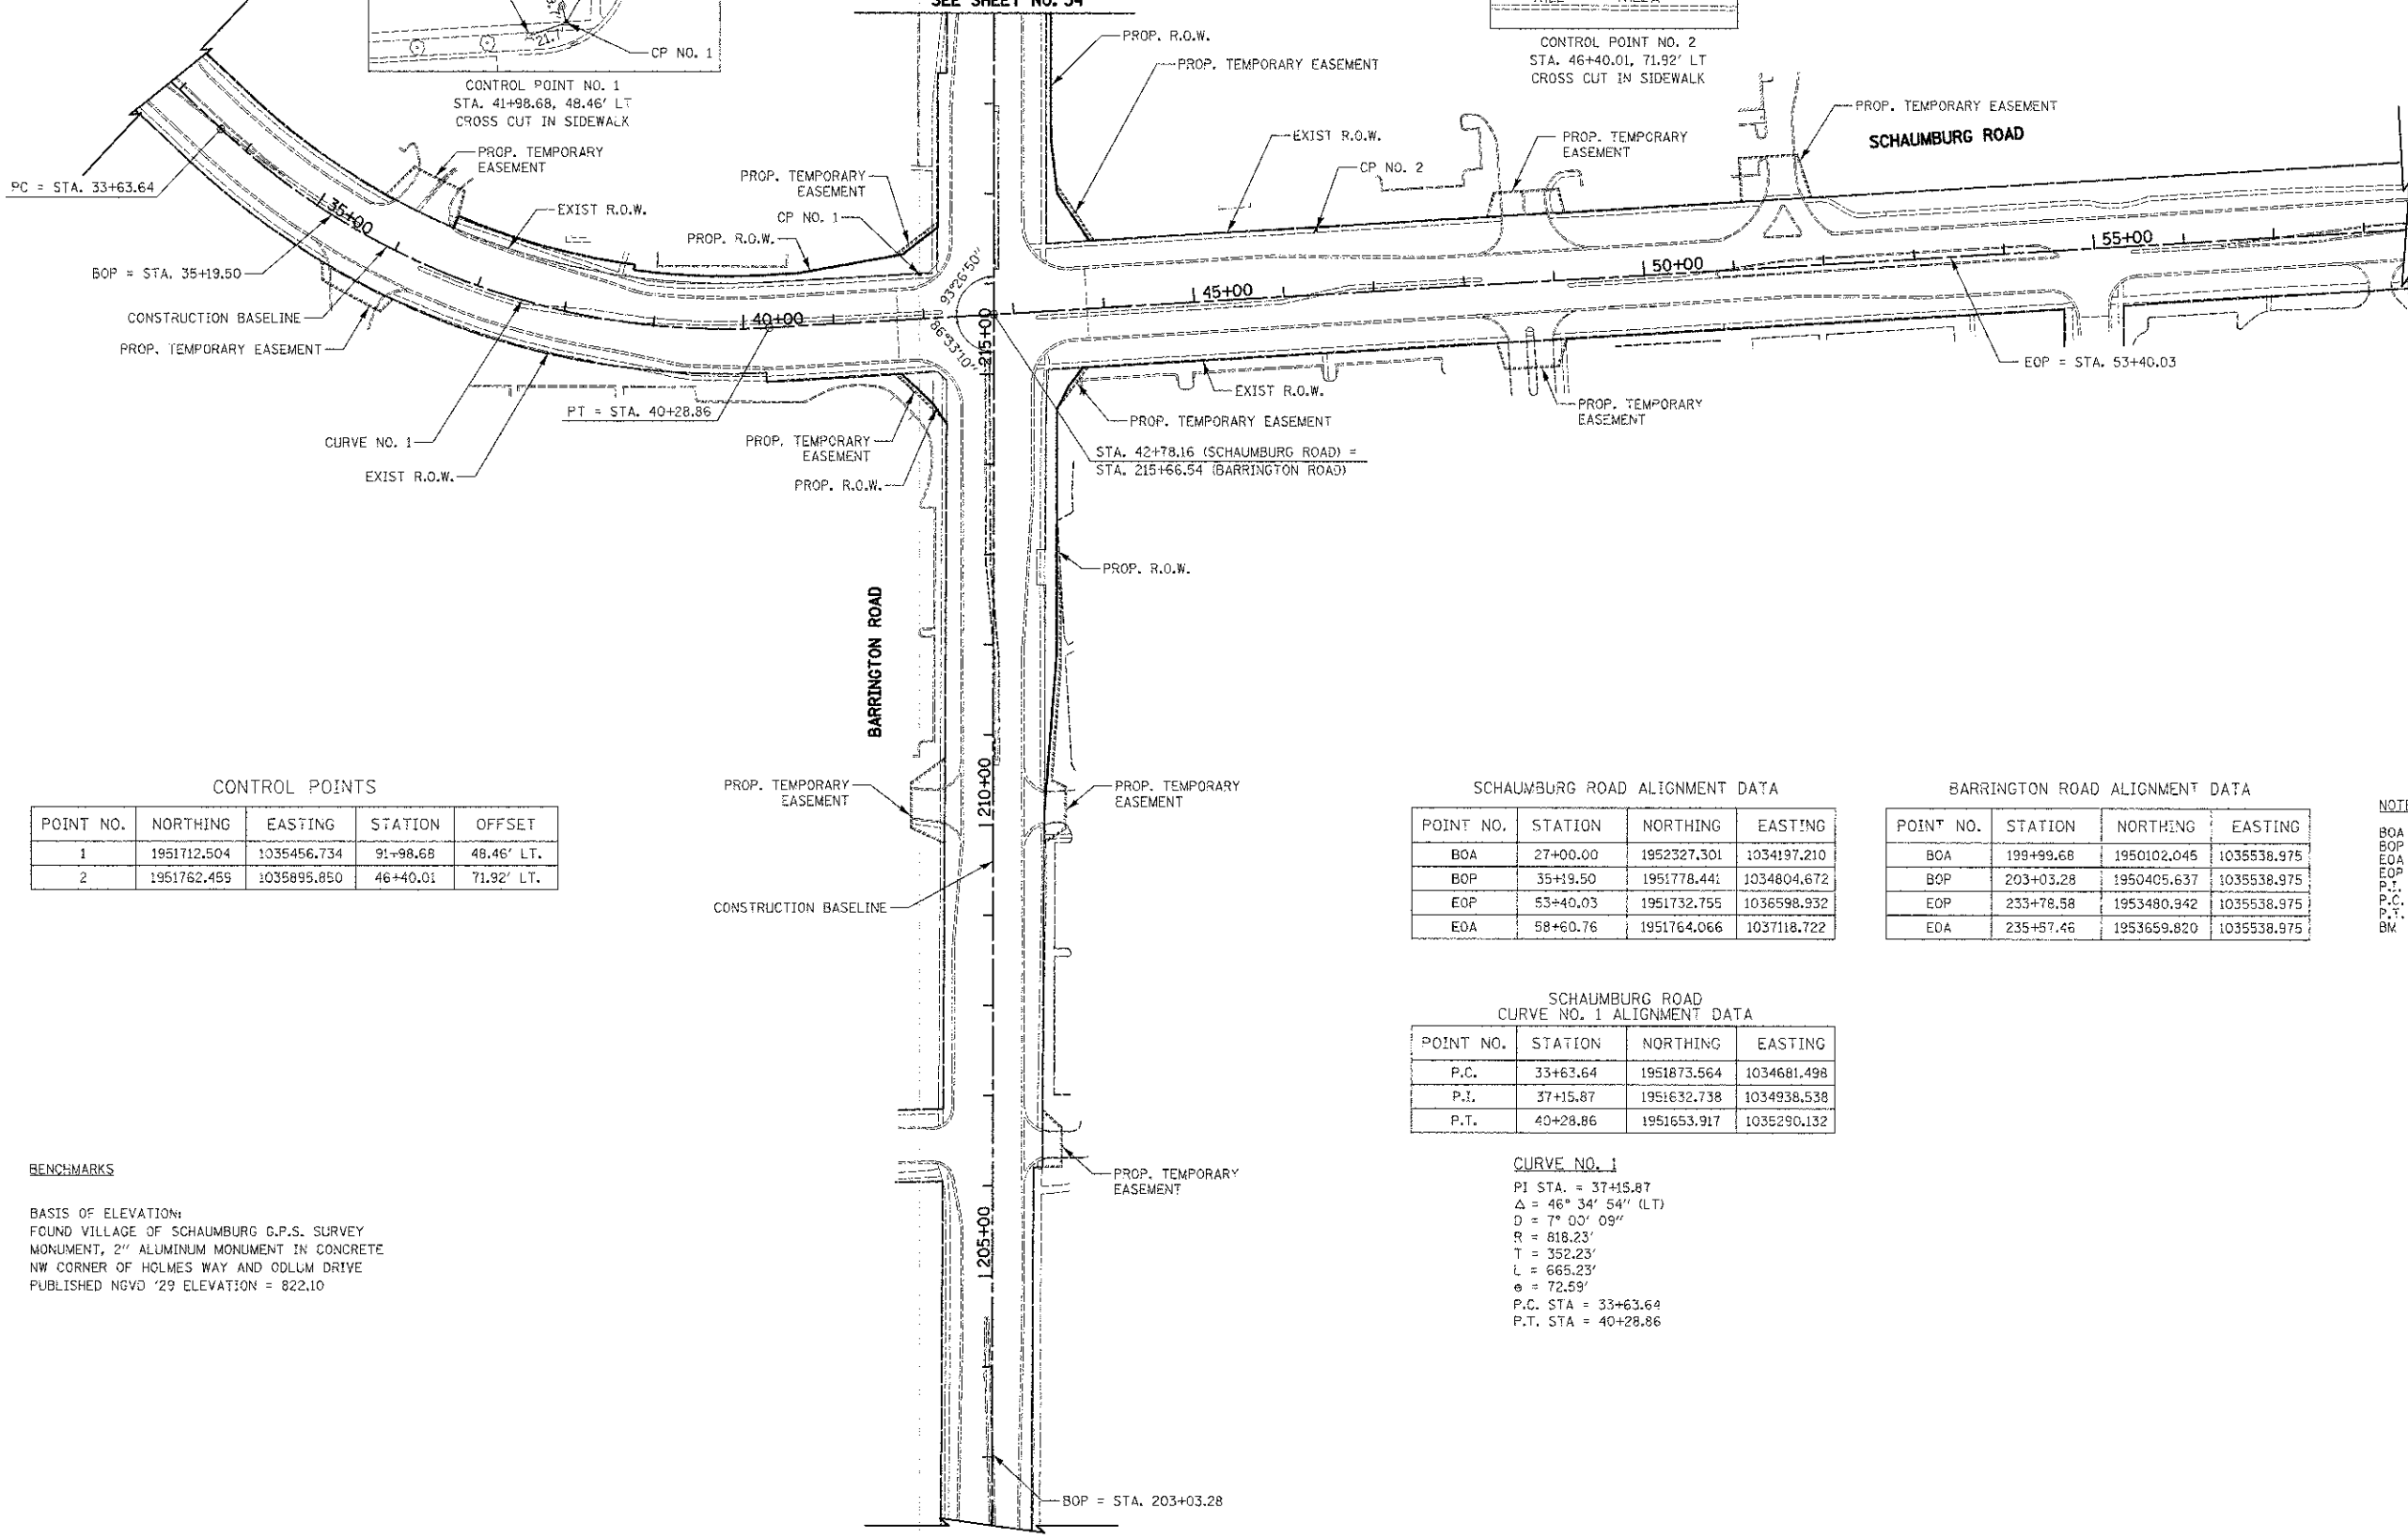 SEE SHEET NO. 54
21.7'
CP NO. 1
CONTROL POINT NO. 1
STA. 41+98.68, 48.46' LT
CROSS CUT IN SIDEWALK
CONTROL POINT NO. 2
STA. 46+40.01, 71.92' LT
CROSS CUT IN SIDEWALK
PROP. R.O.W.
PROP. TEMPORARY EASEMENT
PROP. TEMPORARY EASEMENT
SCHAUMBURG ROAD
EXIST R.O.W.
PROP. TEMPORARY
EASEMENT
CP NO. 2
PROP. TEMPORARY
EASEMENT
PROP. TEMPORARY
EASEMENT
CP NO. 1
PROP. R.O.W.
EXIST R.O.W.
PC = STA. 33+63.64
35+00
BOP = STA. 35+19.50
CONSTRUCTION BASELINE
PROP. TEMPORARY EASEMENT
40+00
45+00
50+00
55+00
93°26'50"
86°33'10"
215+00
EOP = STA. 53+40.03
PT = STA. 40+28.86
CURVE NO. 1
EXIST R.O.W.
PROP. TEMPORARY
EASEMENT
PROP. R.O.W.
EXIST R.O.W.
PROP. TEMPORARY EASEMENT
PROP. TEMPORARY
EASEMENT
STA. 42+78.16 (SCHAUMBURG ROAD) =
STA. 215+66.54 (BARRINGTON ROAD)
PROP. R.O.W.
BARRINGTON ROAD
PROP. TEMPORARY
EASEMENT
210+00
PROP. TEMPORARY
EASEMENT
CONSTRUCTION BASELINE
CONTROL POINTS
POINT NO. NORTHING EASTING STATION OFFSET
1 1951712.504 1035456.734 91+98.68 48.46' LT.
2 1951762.459 1035895.850 46+40.01 71.92' LT.
SCHAUMBURG ROAD ALIGNMENT DATA
POINT NO. STATION NORTHING EASTING
BOA 27+00.00 1952327.301 1034197.210
BOP 35+19.50 1951778.441 1034804.672
EOP 53+40.03 1951732.755 1036598.932
EOA 58+60.76 1951764.066 1037118.722
BARRINGTON ROAD ALIGNMENT DATA
POINT NO. STATION NORTHING EASTING
BOA 199+99.68 1950102.045 1035538.975
BOP 203+03.28 1950405.637 1035538.975
EOP 233+78.58 1953480.942 1035538.975
EOA 235+57.46 1953659.820 1035538.975
BOA
BOP
EOA
EOP
P.I.
P.C.
P.T.
BM
SCHAUMBURG ROAD
CURVE NO. 1 ALIGNMENT DATA
POINT NO. STATION NORTHING EASTING
P.C. 33+63.64 1951873.564 1034681.498
P.I. 37+15.87 1951632.738 1034938.538
P.T. 40+28.86 1951653.917 1035290.132
CURVE NO. 1
PI STA. = 37+15.87
Δ = 46° 34' 54" (LT)
D = 7° 00' 09"
R = 818.23'
T = 352.23'
L = 665.23'
e = 72.59'
P.C. STA = 33+63.64
P.T. STA = 40+28.86
PROP. TEMPORARY
EASEMENT
205+00
BOP = STA. 203+03.28
BENCHMARKS
BASIS OF ELEVATION:
FOUND VILLAGE OF SCHAUMBURG G.P.S. SURVEY
MONUMENT, 2" ALUMINUM MONUMENT IN CONCRETE
NW CORNER OF HOLMES WAY AND ODLUM DRIVE
PUBLISHED NGVD '29 ELEVATION = 822.10